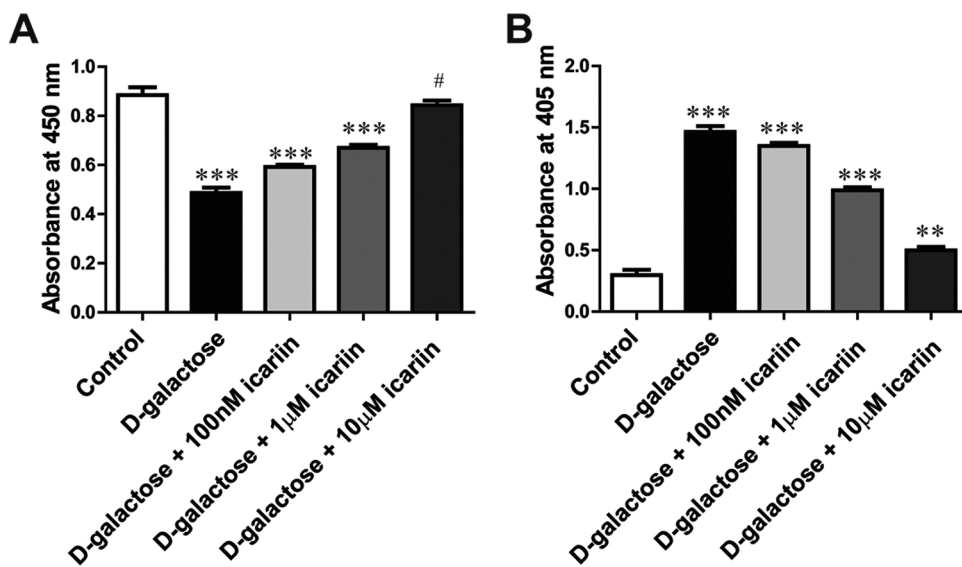 A
Absorbance at 450 nm
1.0
0.8
0.6
0.4
0.2
0.0
***
***
***
#
Control
D-galactose
D-galactose + 100nM icariin
D-galactose + 1μM icariin
D-galactose + 10μM icariin
B
Absorbance at 405 nm
2.0
1.5
1.0
0.5
0.0
***
***
***
**
Control
D-galactose
D-galactose + 100nM icariin
D-galactose + 1μM icariin
D-galactose + 10μM icariin